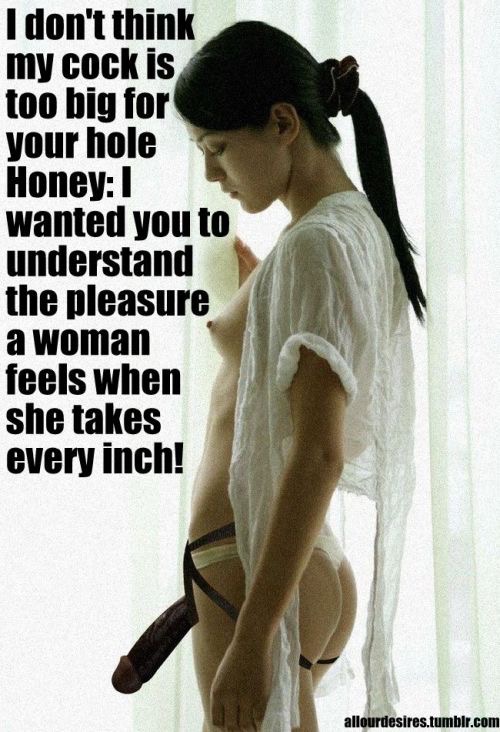 I don't think
my cock is
too big for
your hole
Honey: I
wanted you to
understand
the pleasure
a woman
feels when
she takes
every inch!
allourdesires.tumblr.com